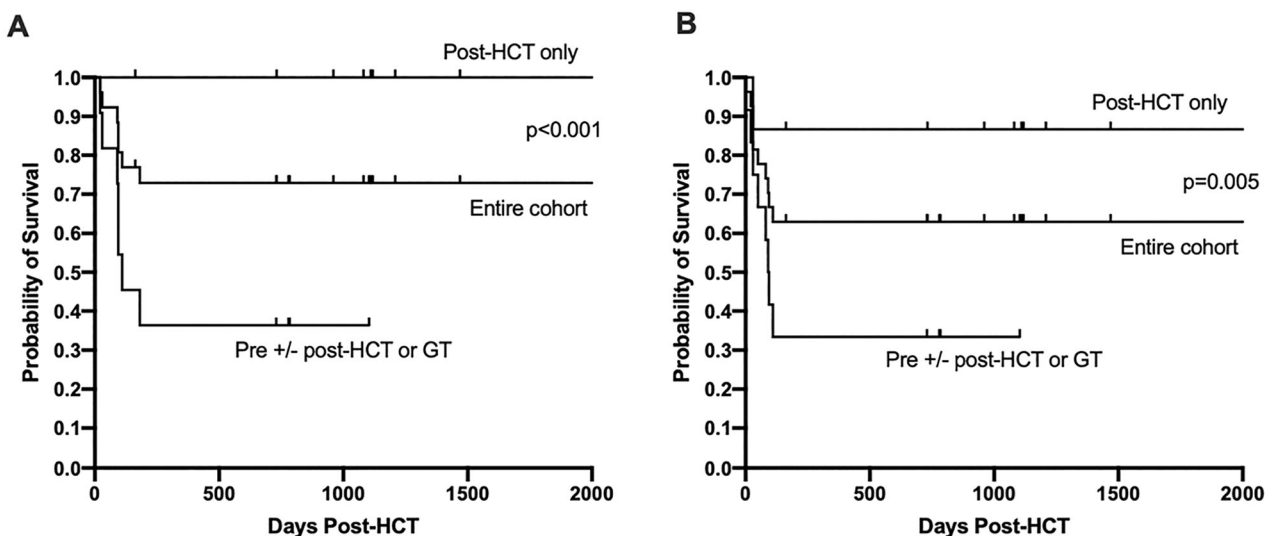 A
Post-HCT only
p<0.001
Entire cohort
Pre +/- post-HCT or GT
Probability of Survival
1.0
0.9
0.8
0.7
0.6
0.5
0.4
0.3
0.2
0.1
0.0
0 500 1000 1500 2000
Days Post-HCT
B
Post-HCT only
p=0.005
Entire cohort
Pre +/- post-HCT or GT
Probability of Survival
1.0
0.9
0.8
0.7
0.6
0.5
0.4
0.3
0.2
0.1
0.0
0 500 1000 1500 2000
Days Post-HCT